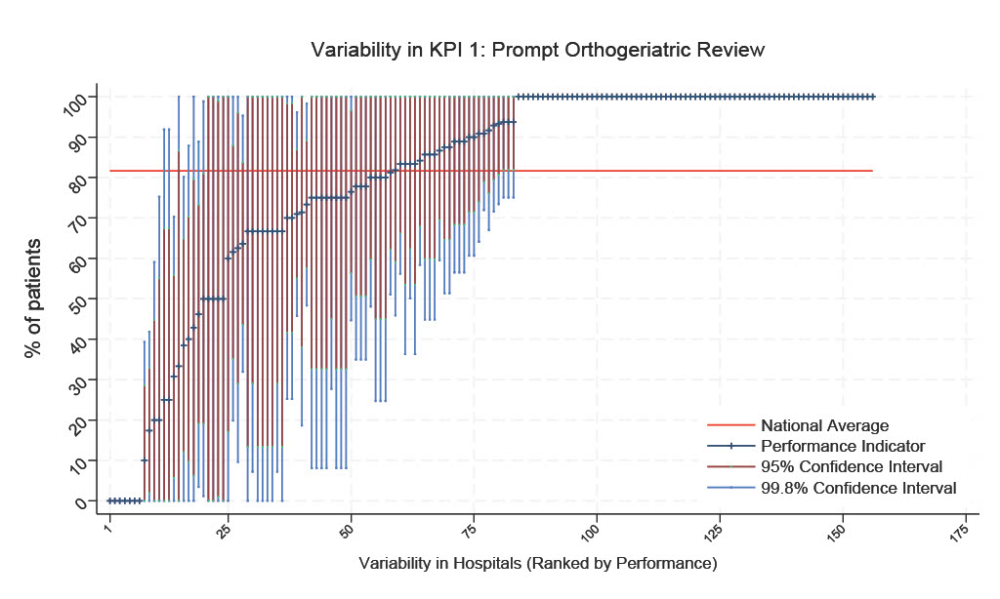 Variability in KPI 1: Prompt Orthogeriatric Review
% of patients
100
90
80
70
60
50
40
30
20
10
0
1
25
50
75
100
125
150
175
National Average
Performance Indicator
95% Confidence Interval
99.8% Confidence Interval
Variability in Hospitals (Ranked by Performance)